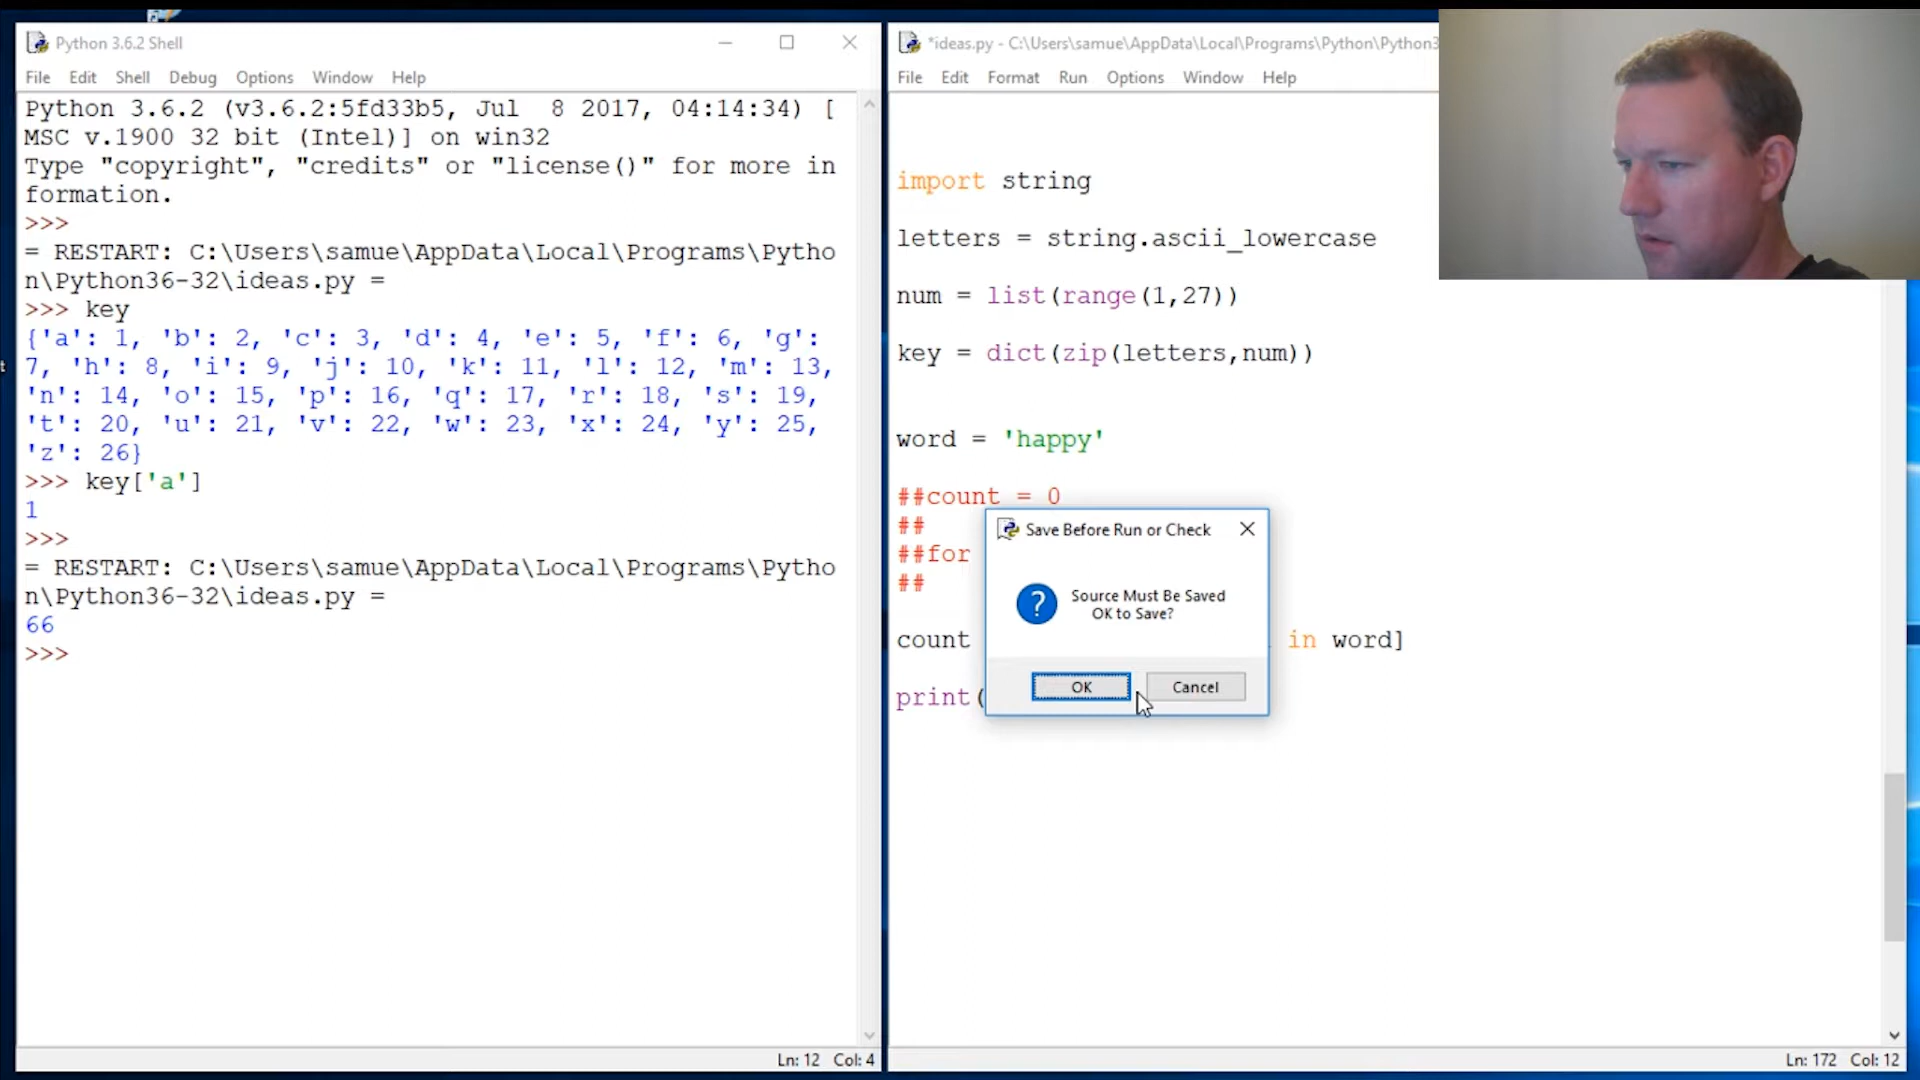 Python 3.6.2 Shell
File Edit Shell Debug Options Window Help
Python 3.6.2 (v3.6.2:5fd33b5, Jul  8 2017, 04:14:34) [
MSC v.1900 32 bit (Intel)] on win32
Type "copyright", "credits" or "license()" for more in
formation.
>>>
= RESTART: C:\Users\samue\AppData\Local\Programs\Pytho
n\Python36-32\ideas.py =
>>> key
{'a': 1, 'b': 2, 'c': 3, 'd': 4, 'e': 5, 'f': 6, 'g':
7, 'h': 8, 'i': 9, 'j': 10, 'k': 11, 'l': 12, 'm': 13,
'n': 14, 'o': 15, 'p': 16, 'q': 17, 'r': 18, 's': 19,
't': 20, 'u': 21, 'v': 22, 'w': 23, 'x': 24, 'y': 25,
'z': 26}
>>> key['a']
1
>>>
= RESTART: C:\Users\samue\AppData\Local\Programs\Pytho
n\Python36-32\ideas.py =
66
>>>
Ln: 12 Col: 4
*ideas.py - C:\Users\samue\AppData\Local\Programs\Python\Python3
File Edit Format Run Options Window Help
import string
letters = string.ascii_lowercase
num = list(range(1,27))
key = dict(zip(letters,num))
word = 'happy'
##count = 0
##
##for
##
count
in word]
print(
Save Before Run or Check
Source Must Be Saved
OK to Save?
OK Cancel
Ln: 172 Col: 12